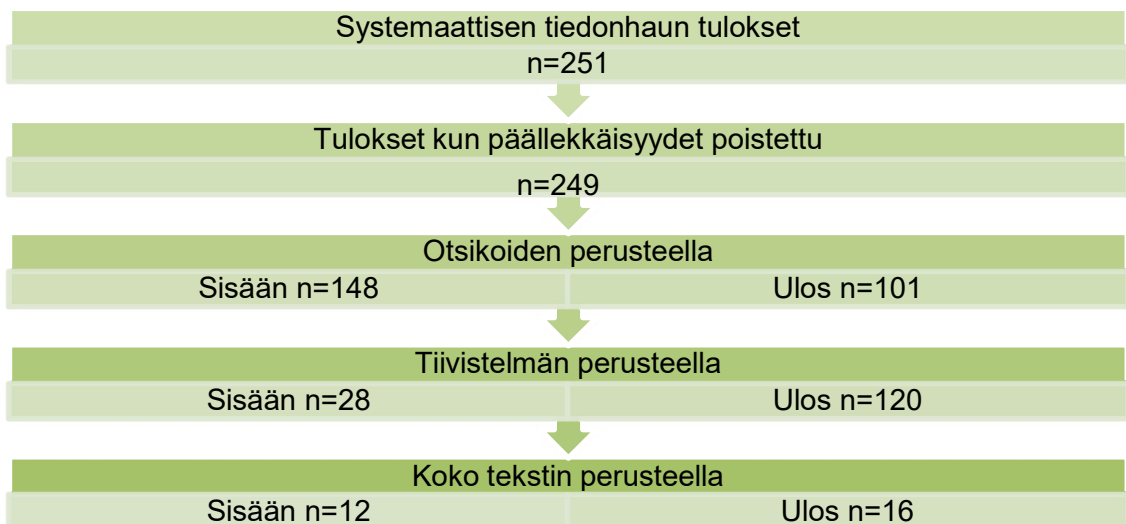 Systemaattisen tiedonhaun tulokset
n=251
Tulokset kun päällekkäisyydet poistettu
n=249
Otsikoiden perusteella
Sisään n=148 Ulos n=101
Tiivistelmän perusteella
Sisään n=28 Ulos n=120
Koko tekstin perusteella
Sisään n=12 Ulos n=16